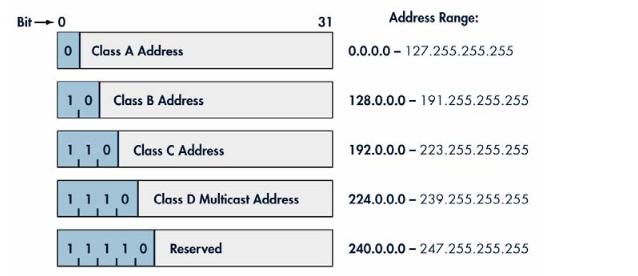 Bit → 0 31 Address Range:
0 Class A Address 0.0.0.0 – 127.255.255.255
1 0 Class B Address 128.0.0.0 – 191.255.255.255
1 1 0 Class C Address 192.0.0.0 – 223.255.255.255
1 1 1 0 Class D Multicast Address 224.0.0.0 – 239.255.255.255
1 1 1 1 0 Reserved 240.0.0.0 – 247.255.255.255